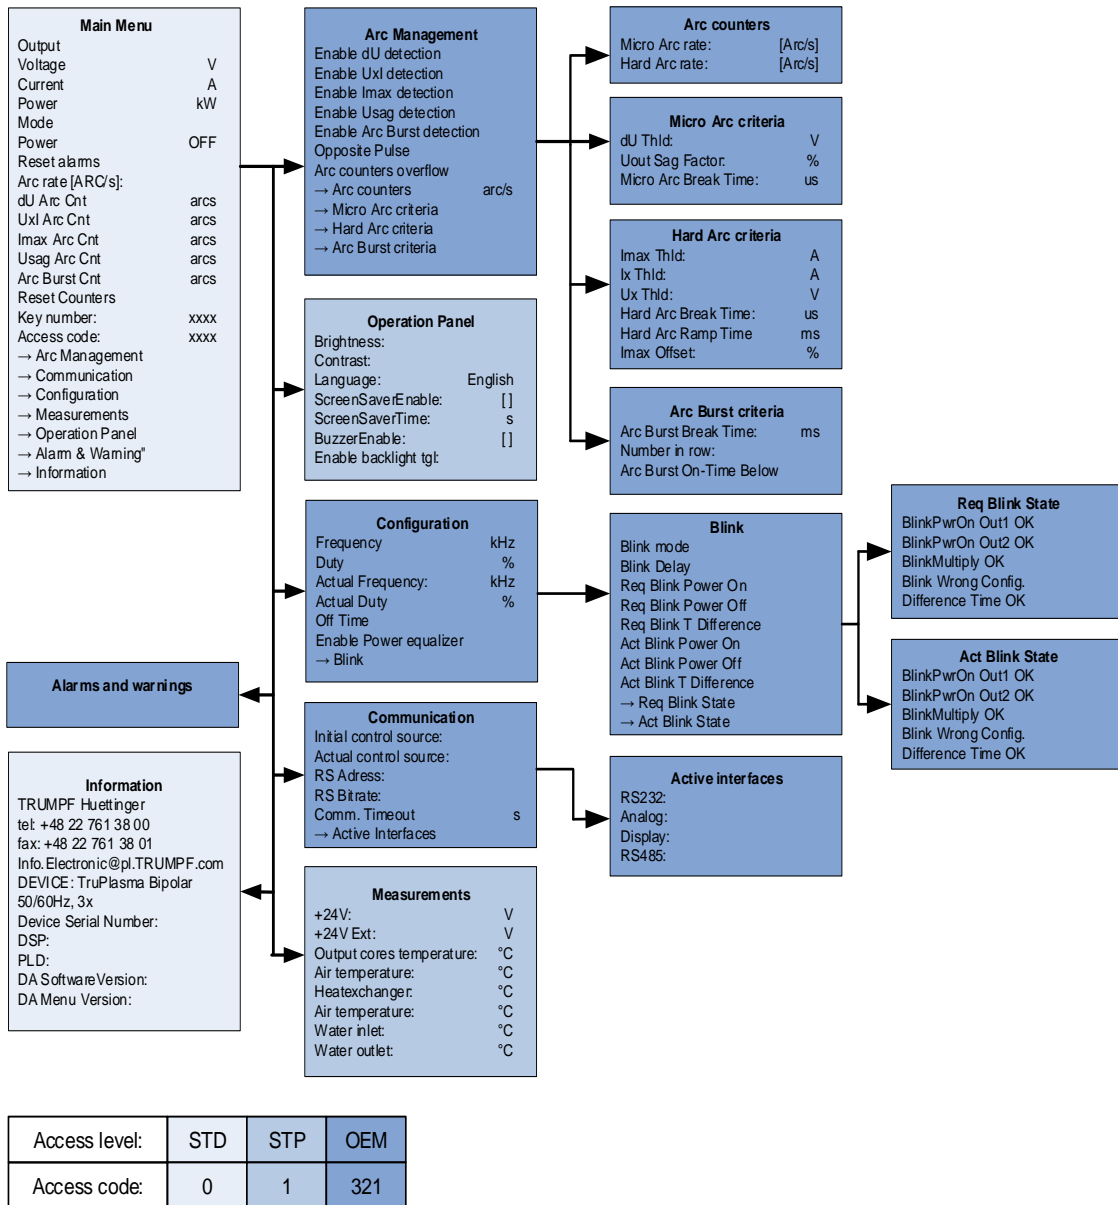 Main Menu
Output
Voltage V
Current A
Power kW
Mode
Power OFF
Reset alarms
Arc rate [ARC/s]:
dU Arc Cnt arcs
UxI Arc Cnt arcs
Imax Arc Cnt arcs
Usag Arc Cnt arcs
Arc Burst Cnt arcs
Reset Counters
Key number: xxxx
Access code: xxxx
→ Arc Management
→ Communication
→ Configuration
→ Measurements
→ Operation Panel
→ Alarm & Warning"
→ Information
Alarms and warnings
Information
TRUMPF Huettinger
tel: +48 22 761 38 00
fax: +48 22 761 38 01
Info.Electronic@pl.TRUMPF.com
DEVICE: TruPlasma Bipolar
50/60Hz, 3x
Device Serial Number:
DSP:
PLD:
DA SoftwareVersion:
DA Menu Version:
Arc Management
Enable dU detection
Enable UxI detection
Enable Imax detection
Enable Usag detection
Enable Arc Burst detection
Opposite Pulse
Arc counters overflow
→ Arc counters arc/s
→ Micro Arc criteria
→ Hard Arc criteria
→ Arc Burst criteria
Operation Panel
Brightness:
Contrast:
Language: English
ScreenSaverEnable: [ ]
ScreenSaverTime: s
BuzzerEnable: [ ]
Enable backlight tgl:
Configuration
Frequency kHz
Duty %
Actual Frequency: kHz
Actual Duty %
Off Time
Enable Power equalizer
→ Blink
Communication
Initial control source:
Actual control source:
RS Adress:
RS Bitrate:
Comm. Timeout s
→ Active Interfaces
Measurements
+24V: V
+24V Ext: V
Output cores temperature: °C
Air temperature: °C
Heatexchanger: °C
Air temperature: °C
Water inlet: °C
Water outlet: °C
Arc counters
Micro Arc rate: [Arc/s]
Hard Arc rate: [Arc/s]
Micro Arc criteria
dU Thld: V
Uout Sag Factor: %
Micro Arc Break Time: us
Hard Arc criteria
Imax Thld: A
Ix Thld: A
Ux Thld: V
Hard Arc Break Time: us
Hard Arc Ramp Time ms
Imax Offset: %
Arc Burst criteria
Arc Burst Break Time: ms
Number in row:
Arc Burst On-Time Below
Blink
Blink mode
Blink Delay
Req Blink Power On
Req Blink Power Off
Req Blink T Difference
Act Blink Power On
Act Blink Power Off
Act Blink T Difference
→ Req Blink State
→ Act Blink State
Active interfaces
RS232:
Analog:
Display:
RS485:
Req Blink State
BlinkPwrOn Out1 OK
BlinkPwrOn Out2 OK
BlinkMultiply OK
Blink Wrong Config.
Difference Time OK
Act Blink State
BlinkPwrOn Out1 OK
BlinkPwrOn Out2 OK
BlinkMultiply OK
Blink Wrong Config.
Difference Time OK
Access level: STD STP OEM
Access code: 0 1 321